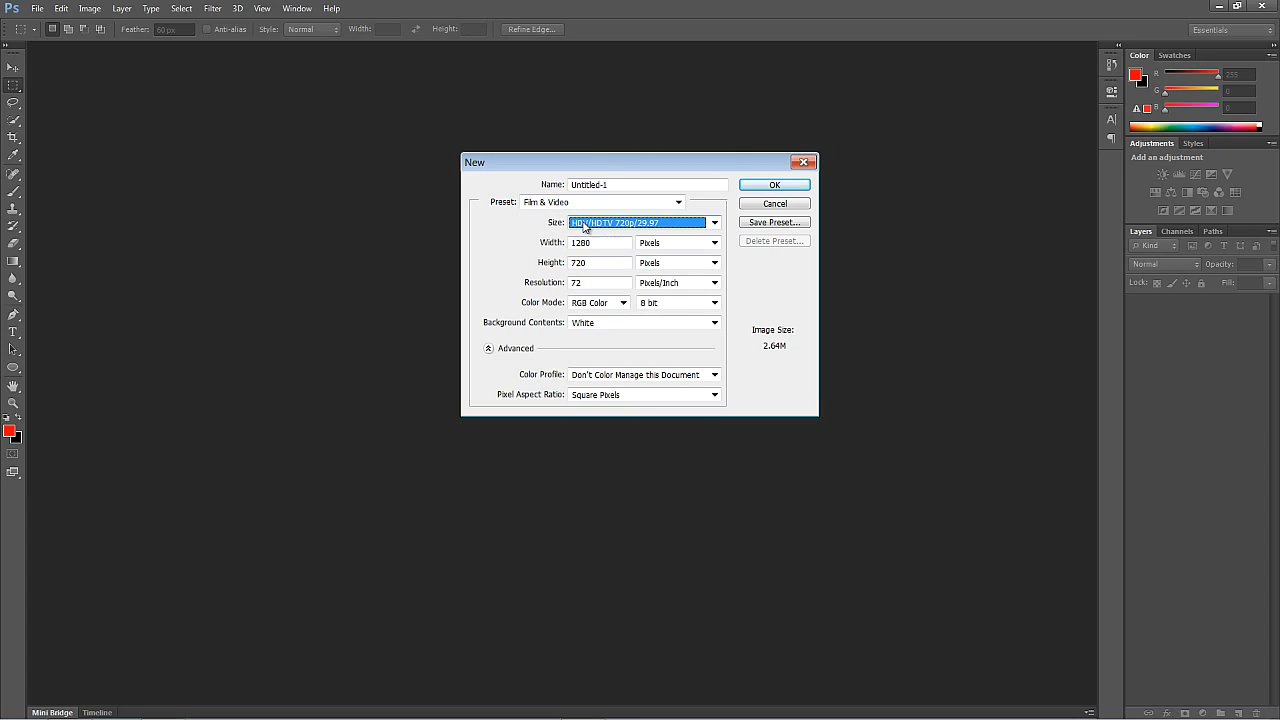 Ps File Edit Image Layer Type Select Filter 3D View Window Help
Feather: 60 px Anti-alias Style: Normal Width: Height: Refine Edge... Essentials
Color Swatches
R 255
G 0
B 0
Adjustments Styles
Add an adjustment
Layers Channels Paths
Kind
Normal Opacity:
Lock: Fill:
New
Name: Untitled-1 OK
Preset: Film & Video Cancel
Size: HDV/HDTV 720p/29.97 Save Preset...
Width: 1280 Pixels Delete Preset...
Height: 720 Pixels
Resolution: 72 Pixels/Inch
Color Mode: RGB Color 8 bit
Background Contents: White
Image Size:
2.64M
Advanced
Color Profile: Don't Color Manage this Document
Pixel Aspect Ratio: Square Pixels
Mini Bridge Timeline